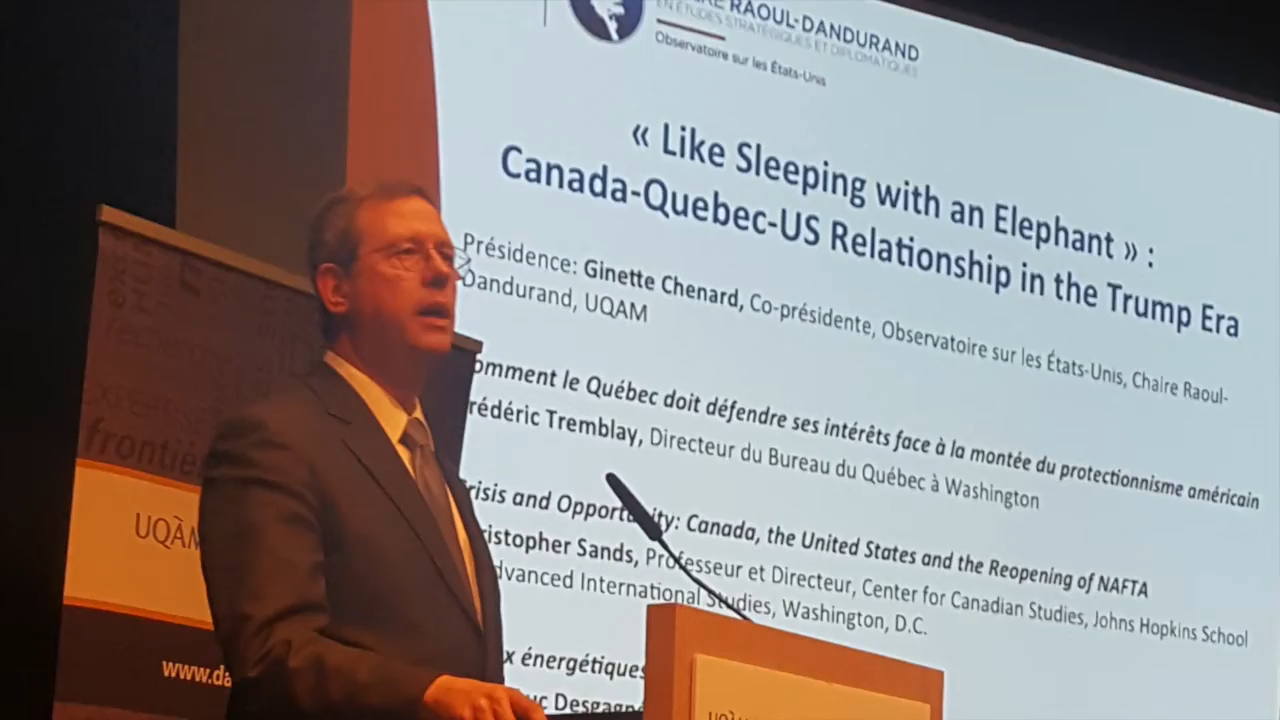 RAOUL-DANDURAND
EN ÉTUDES STRATÉGIQUES ET DIPLOMATIQUES
Observatoire sur les États-Unis
« Like Sleeping with an Elephant » :
Canada-Quebec-US Relationship in the Trump Era
Présidence: Ginette Chenard, Co-présidente, Observatoire sur les États-Unis, Chaire Raoul-
Dandurand, UQAM
omment le Québec doit défendre ses intérêts face à la montée du protectionnisme américain
rédéric Tremblay, Directeur du Bureau du Québec à Washington
risis and Opportunity: Canada, the United States and the Reopening of NAFTA
ristopher Sands, Professeur et Directeur, Center for Canadian Studies, Johns Hopkins School
dvanced International Studies, Washington, D.C.
x énergétiques
uc Desgagn
frontiè
UQÀM
www.da